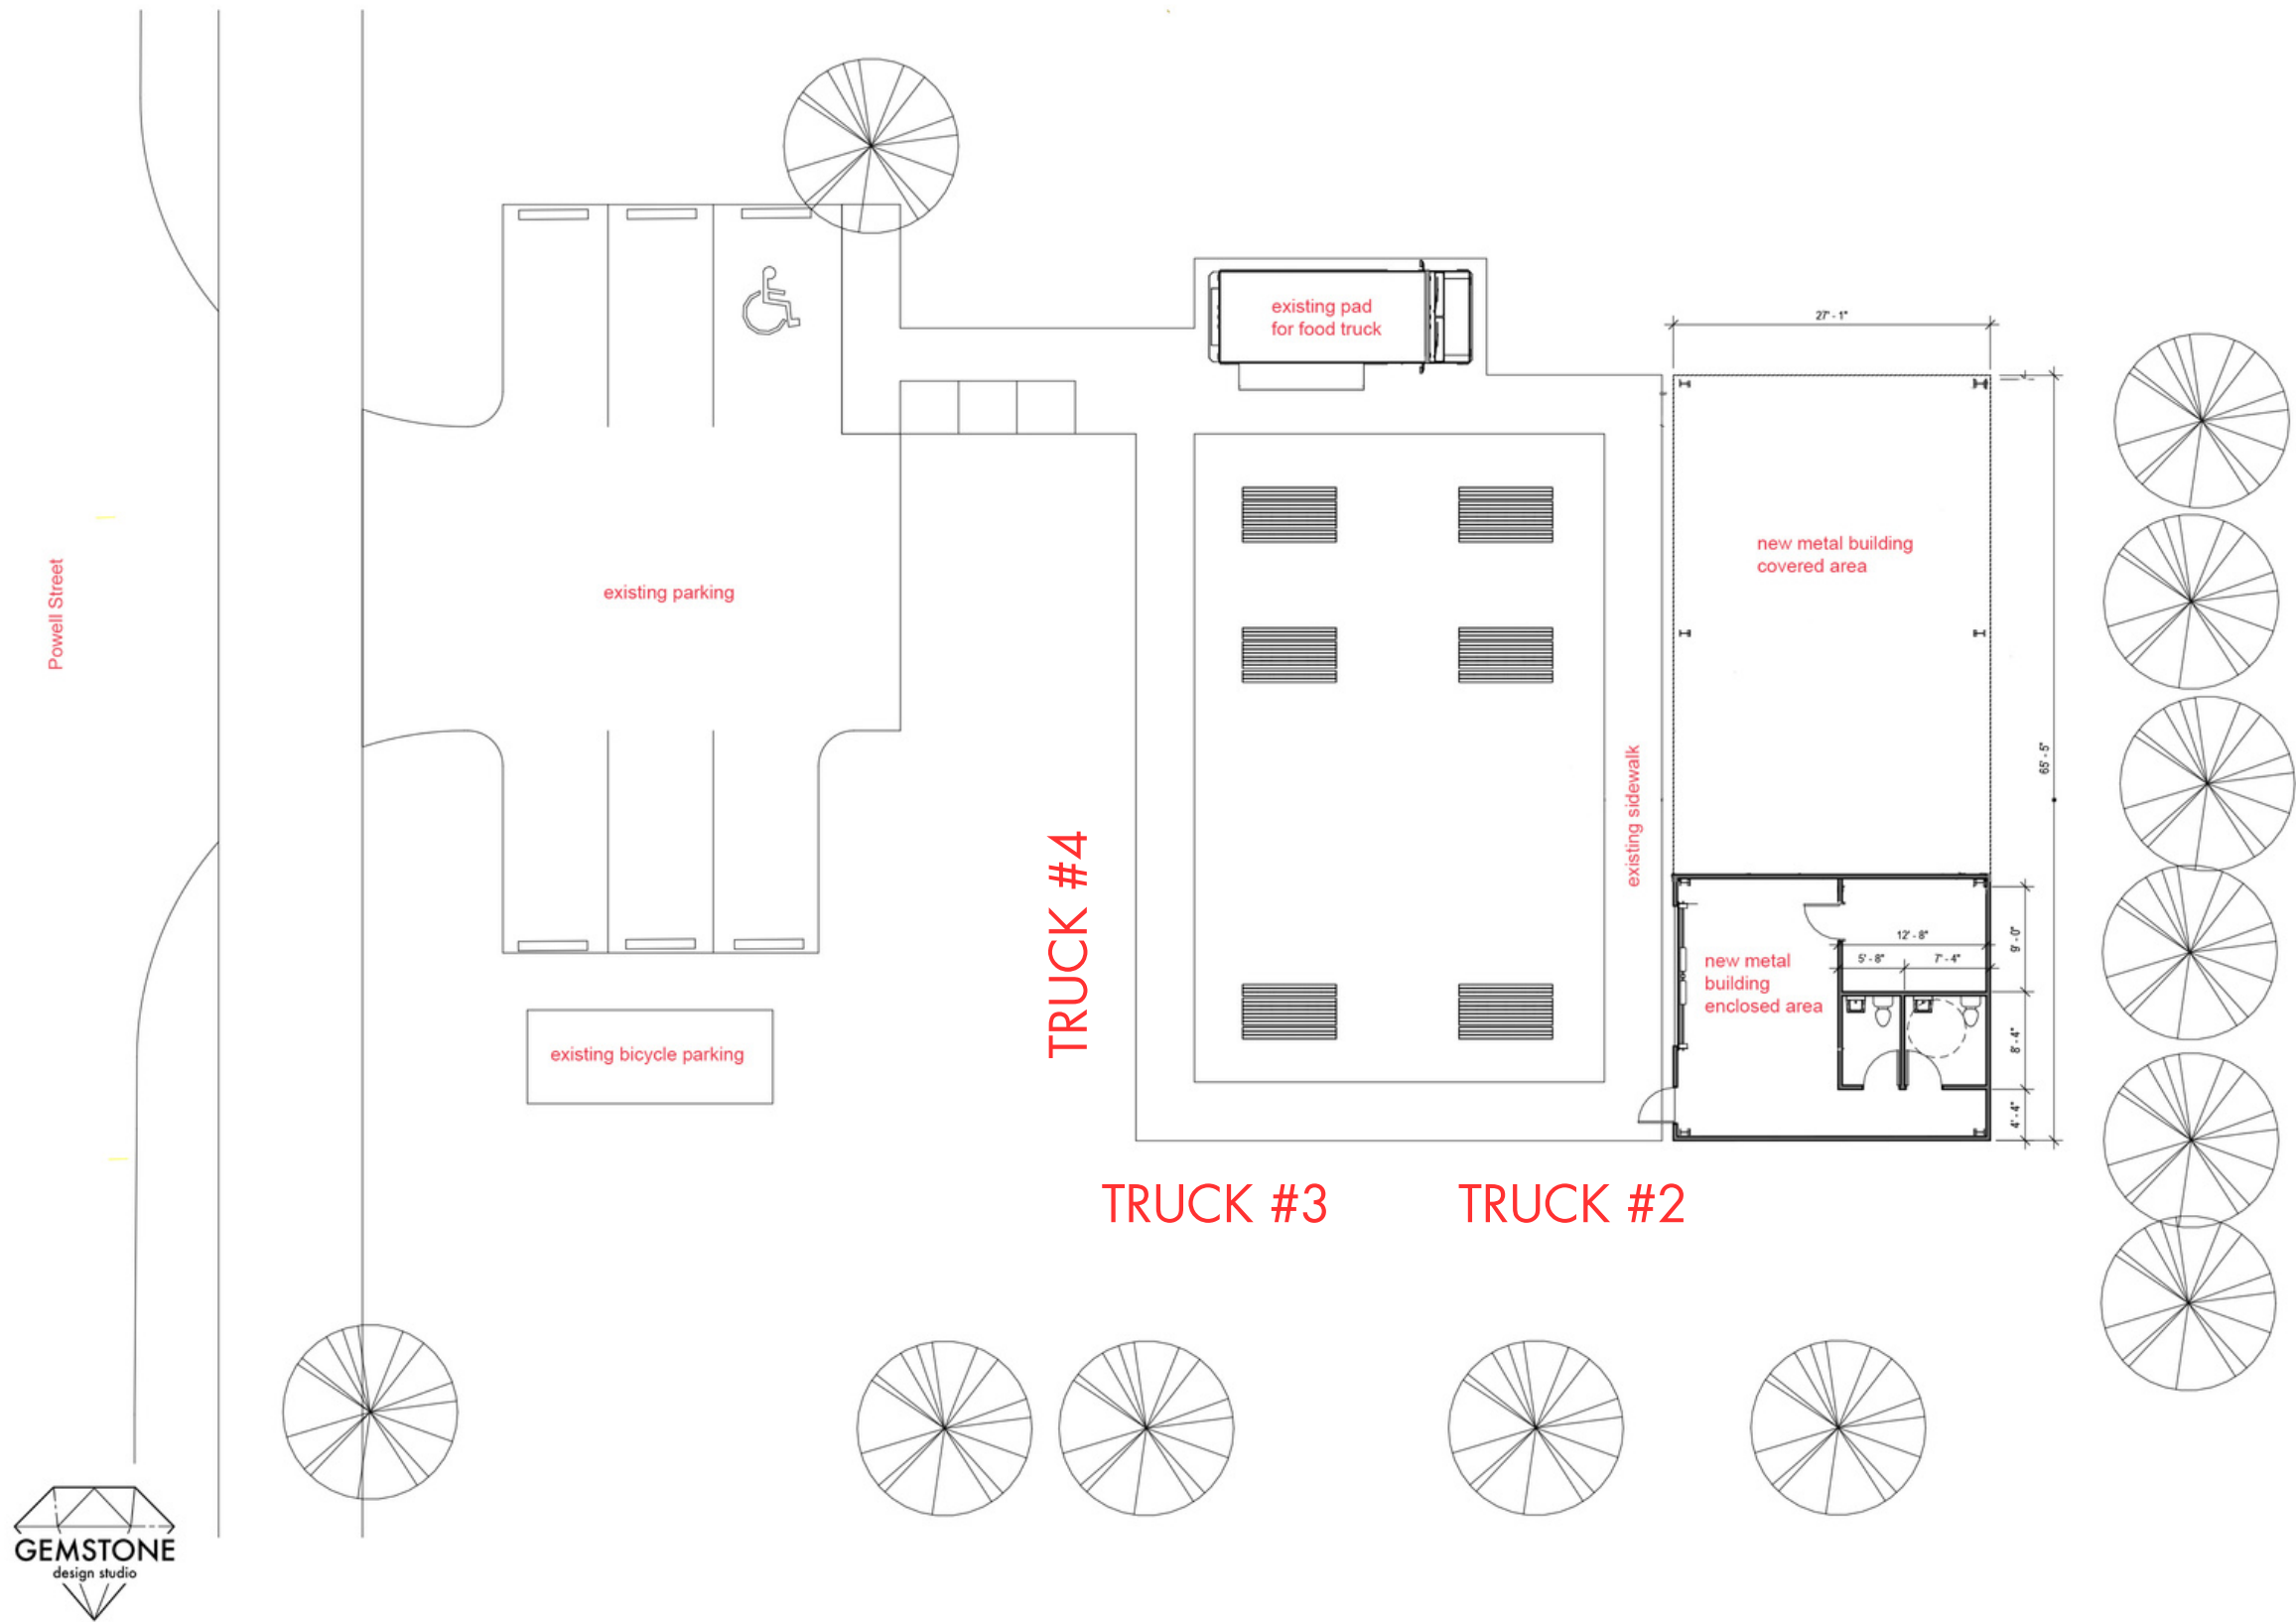 existing pad
for food truck
27' - 1"
new metal building
covered area
existing parking
Powell Street
existing sidewalk
65' - 5"
TRUCK #4
12' - 8"
9' - 0"
5' - 8"
7' - 4"
new metal
building
enclosed area
8' - 4"
existing bicycle parking
4' - 4"
TRUCK #3
TRUCK #2
GEMSTONE
design studio